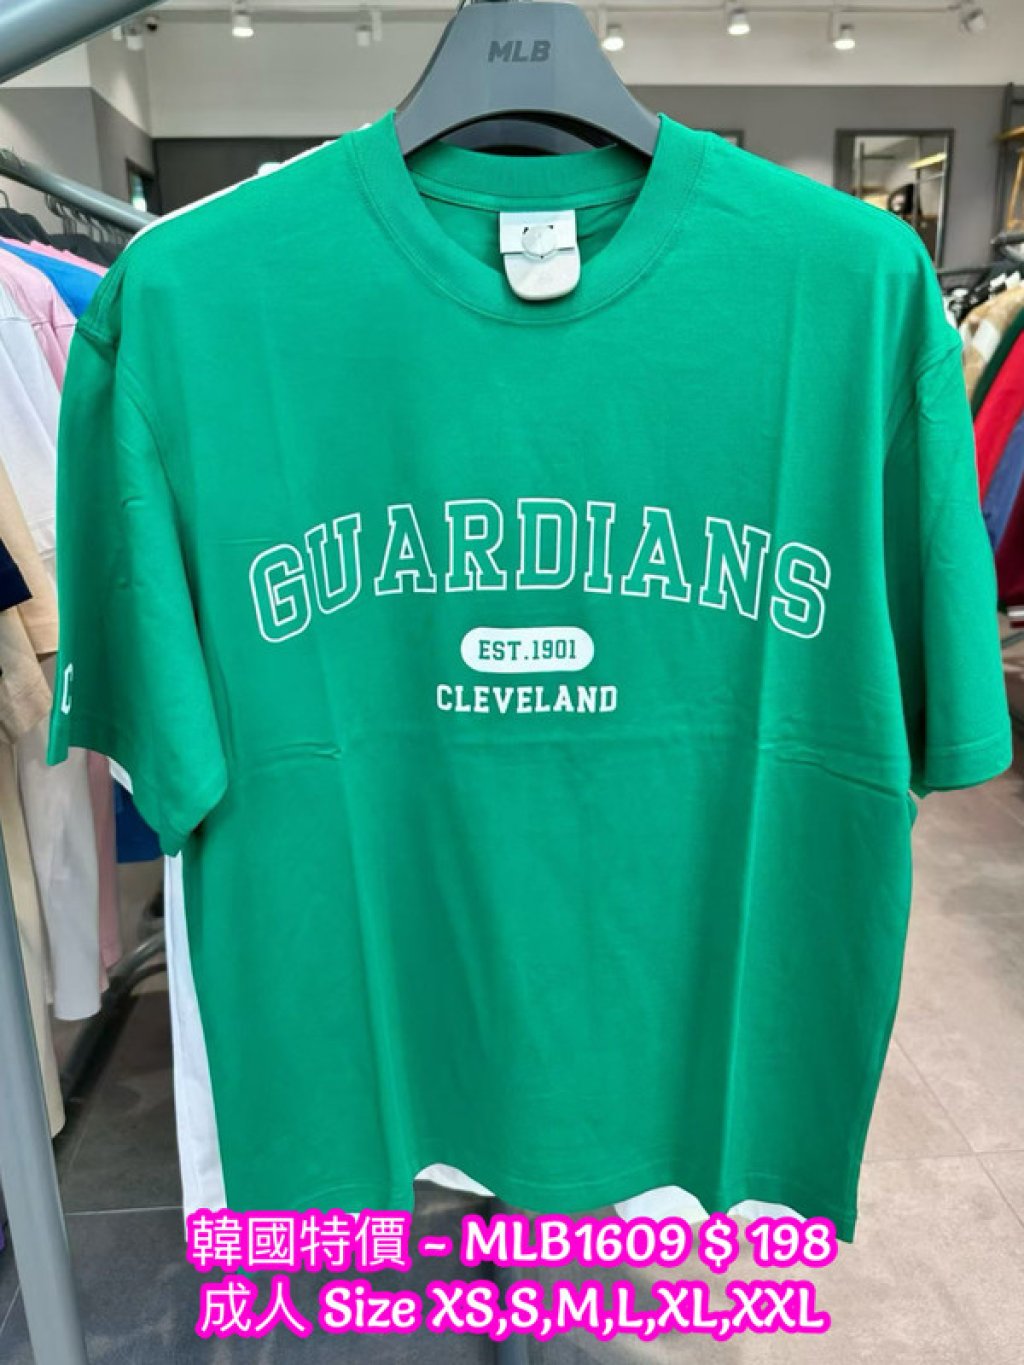 MLB
GUARDIANS
EST.1901
CLEVELAND
C
韓國特價 ~ MLB1609 $ 198
成人 Size XS,S,M,L,XL,XXL